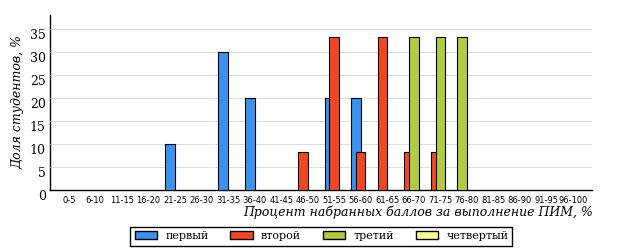 Доля студентов, %
35
30
25
20
15
10
5
0
0-5 6-10 11-15 16-20 21-25 26-30 31-35 36-40 41-45 46-50 51-55 56-60 61-65 66-70 71-75 76-80 81-85 86-90 91-95 96-100
Процент набранных баллов за выполнение ПИМ, %
первый второй третий четвертый